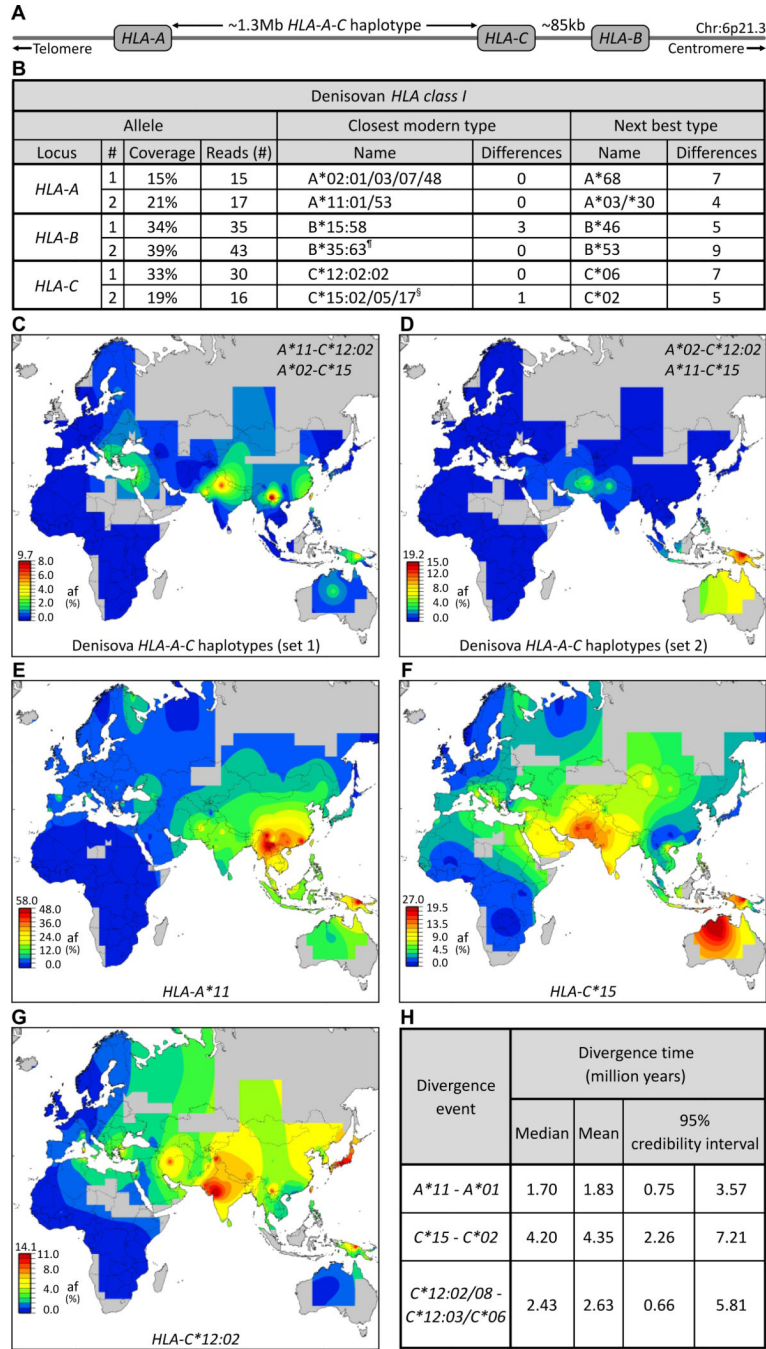 A
~1.3Mb HLA-A-C haplotype
~85kb
Chr:6p21.3
HLA-A
HLA-C
HLA-B
Telomere
Centromere
B
Denisovan HLA class I
Allele Closest modern type Next best type
Locus # Coverage Reads (#) Name Differences Name Differences
HLA-A 1 15% 15 A*02:01/03/07/48 0 A*68 7
2 21% 17 A*11:01/53 0 A*03/*30 4
HLA-B 1 34% 35 B*15:58 3 B*46 5
2 39% 43 B*35:63¶ 0 B*53 9
HLA-C 1 33% 30 C*12:02:02 0 C*06 7
2 19% 16 C*15:02/05/17§ 1 C*02 5
C
A*11-C*12:02
A*02-C*15
9.7
8.0
6.0
4.0
2.0
0.0
af
(%)
Denisova HLA-A-C haplotypes (set 1)
D
A*02-C*12:02
A*11-C*15
19.2
15.0
12.0
8.0
4.0
0.0
af
(%)
Denisova HLA-A-C haplotypes (set 2)
E
58.0
48.0
36.0
24.0
12.0
0.0
af
(%)
HLA-A*11
F
27.0
19.5
13.5
9.0
4.5
0.0
af
(%)
HLA-C*15
G
14.1
11.0
8.0
4.0
0.0
af
(%)
HLA-C*12:02
H
Divergence event
Divergence time
(million years)
Median Mean 95% credibility interval
A*11 - A*01 1.70 1.83 0.75 3.57
C*15 - C*02 4.20 4.35 2.26 7.21
C*12:02/08 -
C*12:03/C*06 2.43 2.63 0.66 5.81